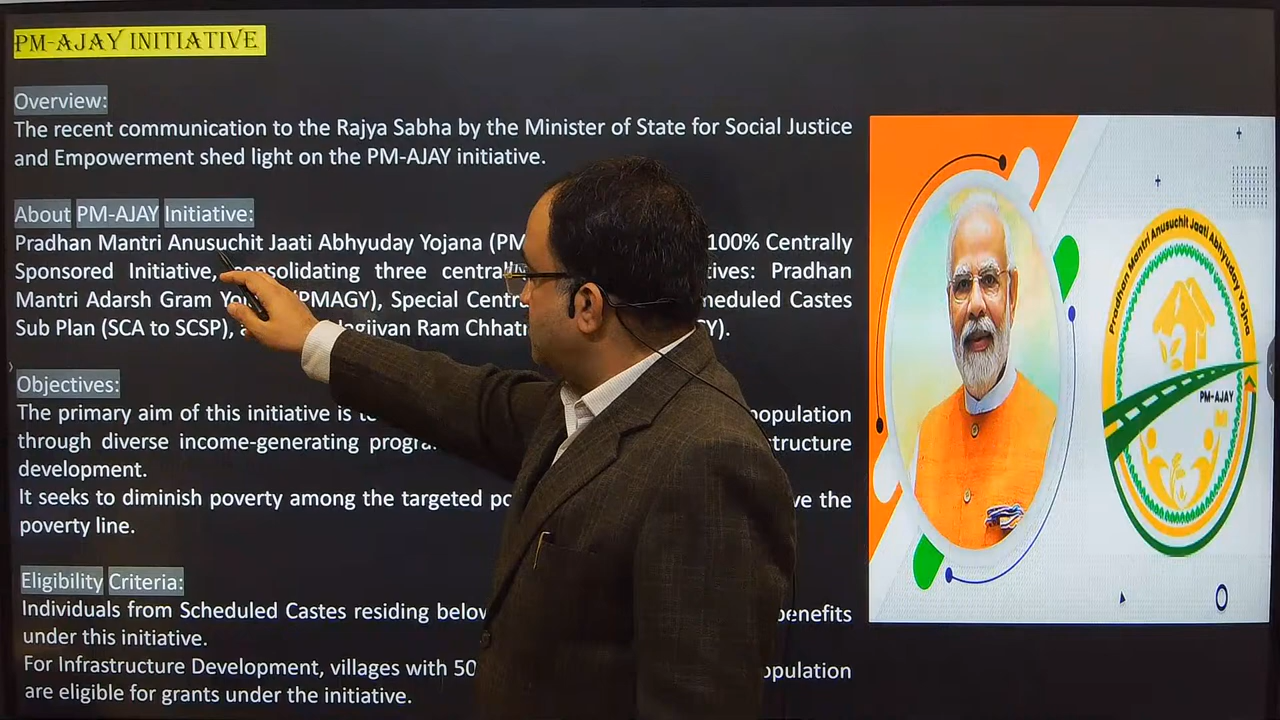 PM-AJAY INITIATIVE
Overview:
The recent communication to the Rajya Sabha by the Minister of State for Social Justice
and Empowerment shed light on the PM-AJAY initiative.
About PM-AJAY Initiative:
Pradhan Mantri Anusuchit Jaati Abhyuday Yojana (PM 100% Centrally
Sponsored Initiative, consolidating three centrally tives: Pradhan
Mantri Adarsh Gram Yo (PMAGY), Special Centr heduled Castes
Sub Plan (SCA to SCSP), a Jagjivan Ram Chhatr Y).
Objectives:
The primary aim of this initiative is to population
through diverse income-generating progra structure
development.
It seeks to diminish poverty among the targeted po ve the
poverty line.
Eligibility Criteria:
Individuals from Scheduled Castes residing below benefits
under this initiative.
For Infrastructure Development, villages with 50 opulation
are eligible for grants under the initiative.
Pradhan Mantri Anusuchit Jaati Abhyuday Yojna
PM-AJAY